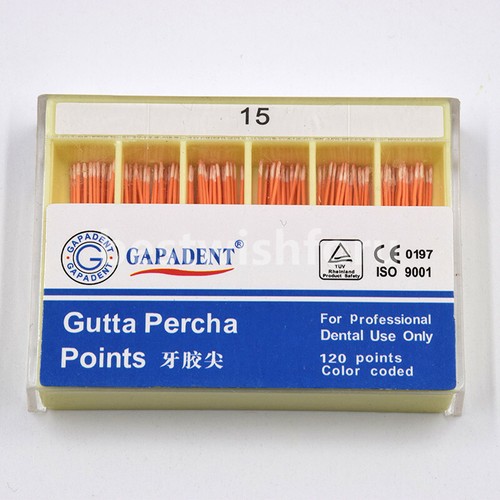 15
GAPADENT
GAPADENT
GAPADENT®
TÜV
Rheinland
Product Safety
CE 0197
ISO 9001
Gutta Percha
Points 牙胶尖
For Professional
Dental Use Only
120 points
Color coded